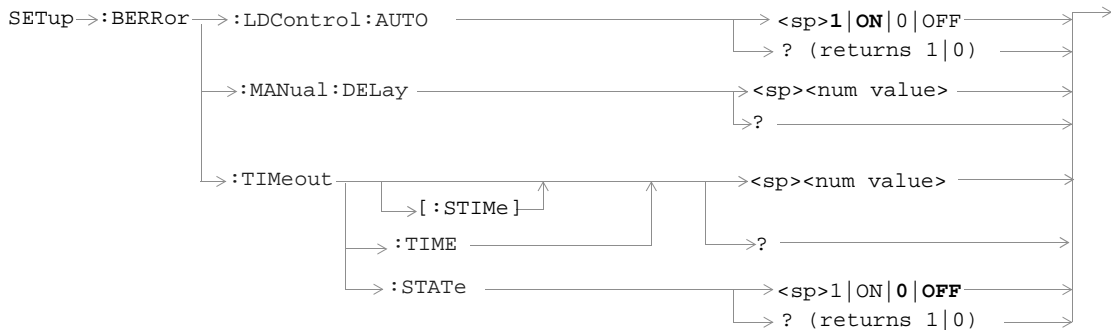 SETup :BERRor :LDControl:AUTO <sp>1|ON|0|OFF
? (returns 1|0)
:MANual:DELay <sp><num value>
?
:TIMeout <sp><num value>
[:STIMe]
:TIME ?
:STATe <sp>1|ON|0|OFF
? (returns 1|0)